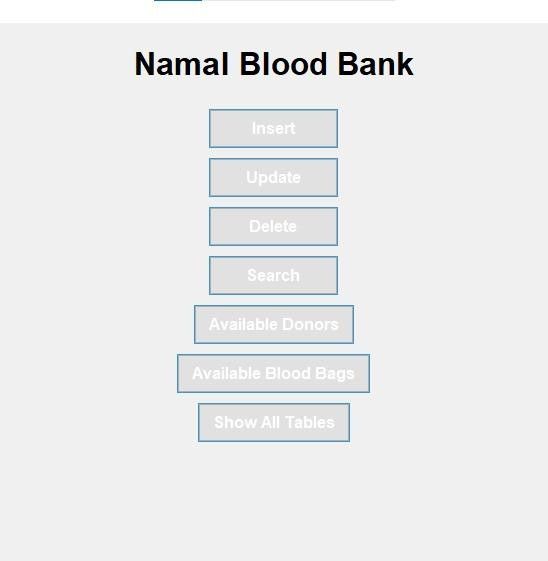 Namal Blood Bank
Insert
Update
Delete
Search
Available Donors
Available Blood Bags
Show All Tables